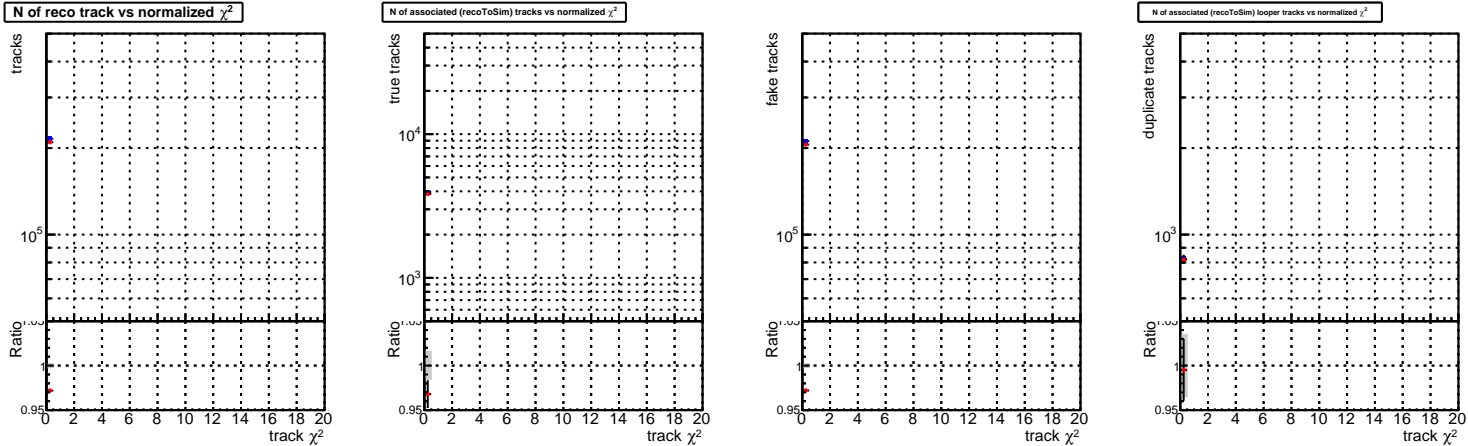 N of reco track vs normalized χ²
tracks
10⁵
Ratio
1
0.95
0 2 4 6 8 10 12 14 16 18 20
track χ²
N of associated (recoToSim) tracks vs normalized χ²
true tracks
10⁴
10³
Ratio
1
0.95
0 2 4 6 8 10 12 14 16 18 20
track χ²
fake tracks
10⁵
Ratio
1
0.95
0 2 4 6 8 10 12 14 16 18 20
track χ²
N of associated (recoToSim) looper tracks vs normalized χ²
duplicate tracks
10³
Ratio
1
0.95
0 2 4 6 8 10 12 14 16 18 20
track χ²